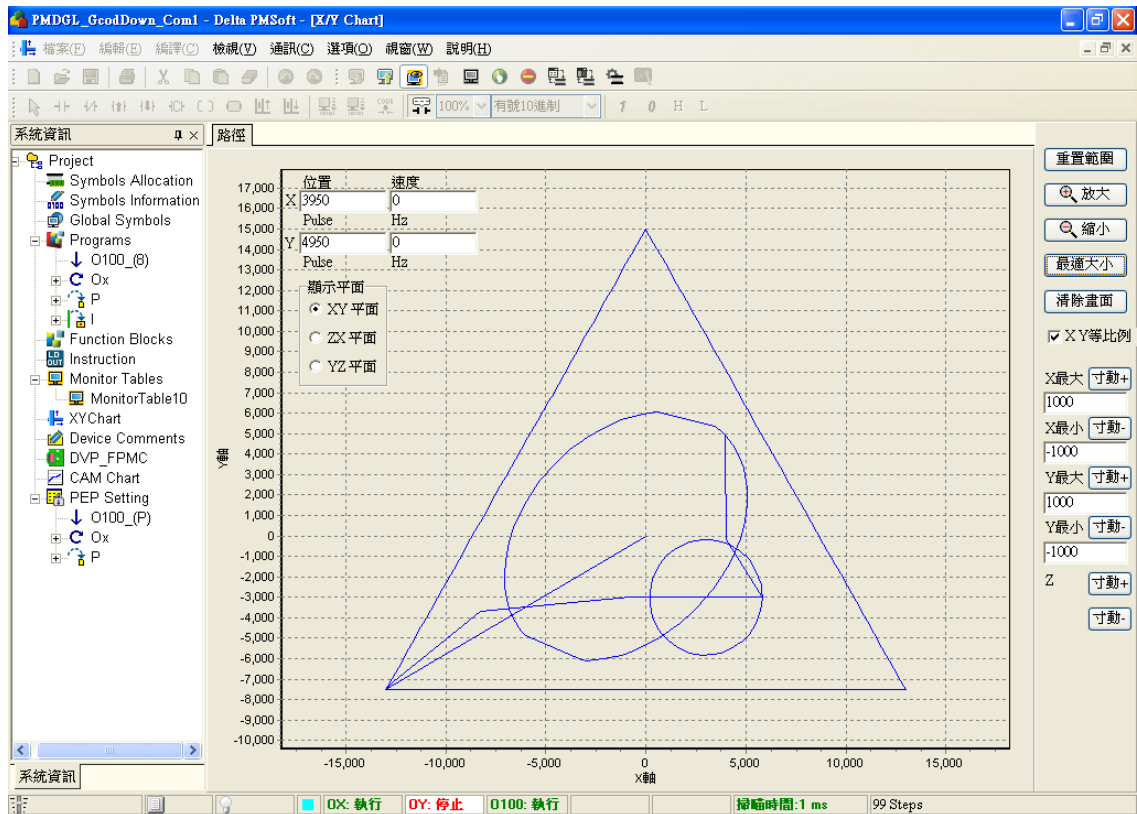 PMDGL_GcodDown_Com1 - Delta PMSoft - [X/Y Chart]
檔案(F) 編輯(E) 編譯(C) 檢視(V) 通訊(C) 選項(O) 視窗(W) 說明(H)
100% 有號10進制 1 0 H L
系統資訊
Project
Symbols Allocation
Symbols Information
Global Symbols
Programs
O100_(8)
Ox
P
I
Function Blocks
Instruction
Monitor Tables
MonitorTable10
XYChart
Device Comments
DVP_FPMC
CAM Chart
PEP Setting
O100_(P)
Ox
P
系統資訊
路徑
位置 速度
X 3950 0
Pulse Hz
Y 4950 0
Pulse Hz
顯示平面
XY 平面
ZX 平面
YZ 平面
Y軸
17,000
16,000
15,000
14,000
13,000
12,000
11,000
10,000
9,000
8,000
7,000
6,000
5,000
4,000
3,000
2,000
1,000
0
-1,000
-2,000
-3,000
-4,000
-5,000
-6,000
-7,000
-8,000
-9,000
-10,000
-15,000 -10,000 -5,000 0 5,000 10,000 15,000
X軸
重置範圍
放大
縮小
最適大小
清除畫面
X Y等比例
X最大 寸動+
1000
X最小 寸動-
-1000
Y最大 寸動+
1000
Y最小 寸動-
-1000
Z 寸動+
寸動-
OX: 執行 OY: 停止 O100: 執行 掃瞄時間:1 ms 99 Steps